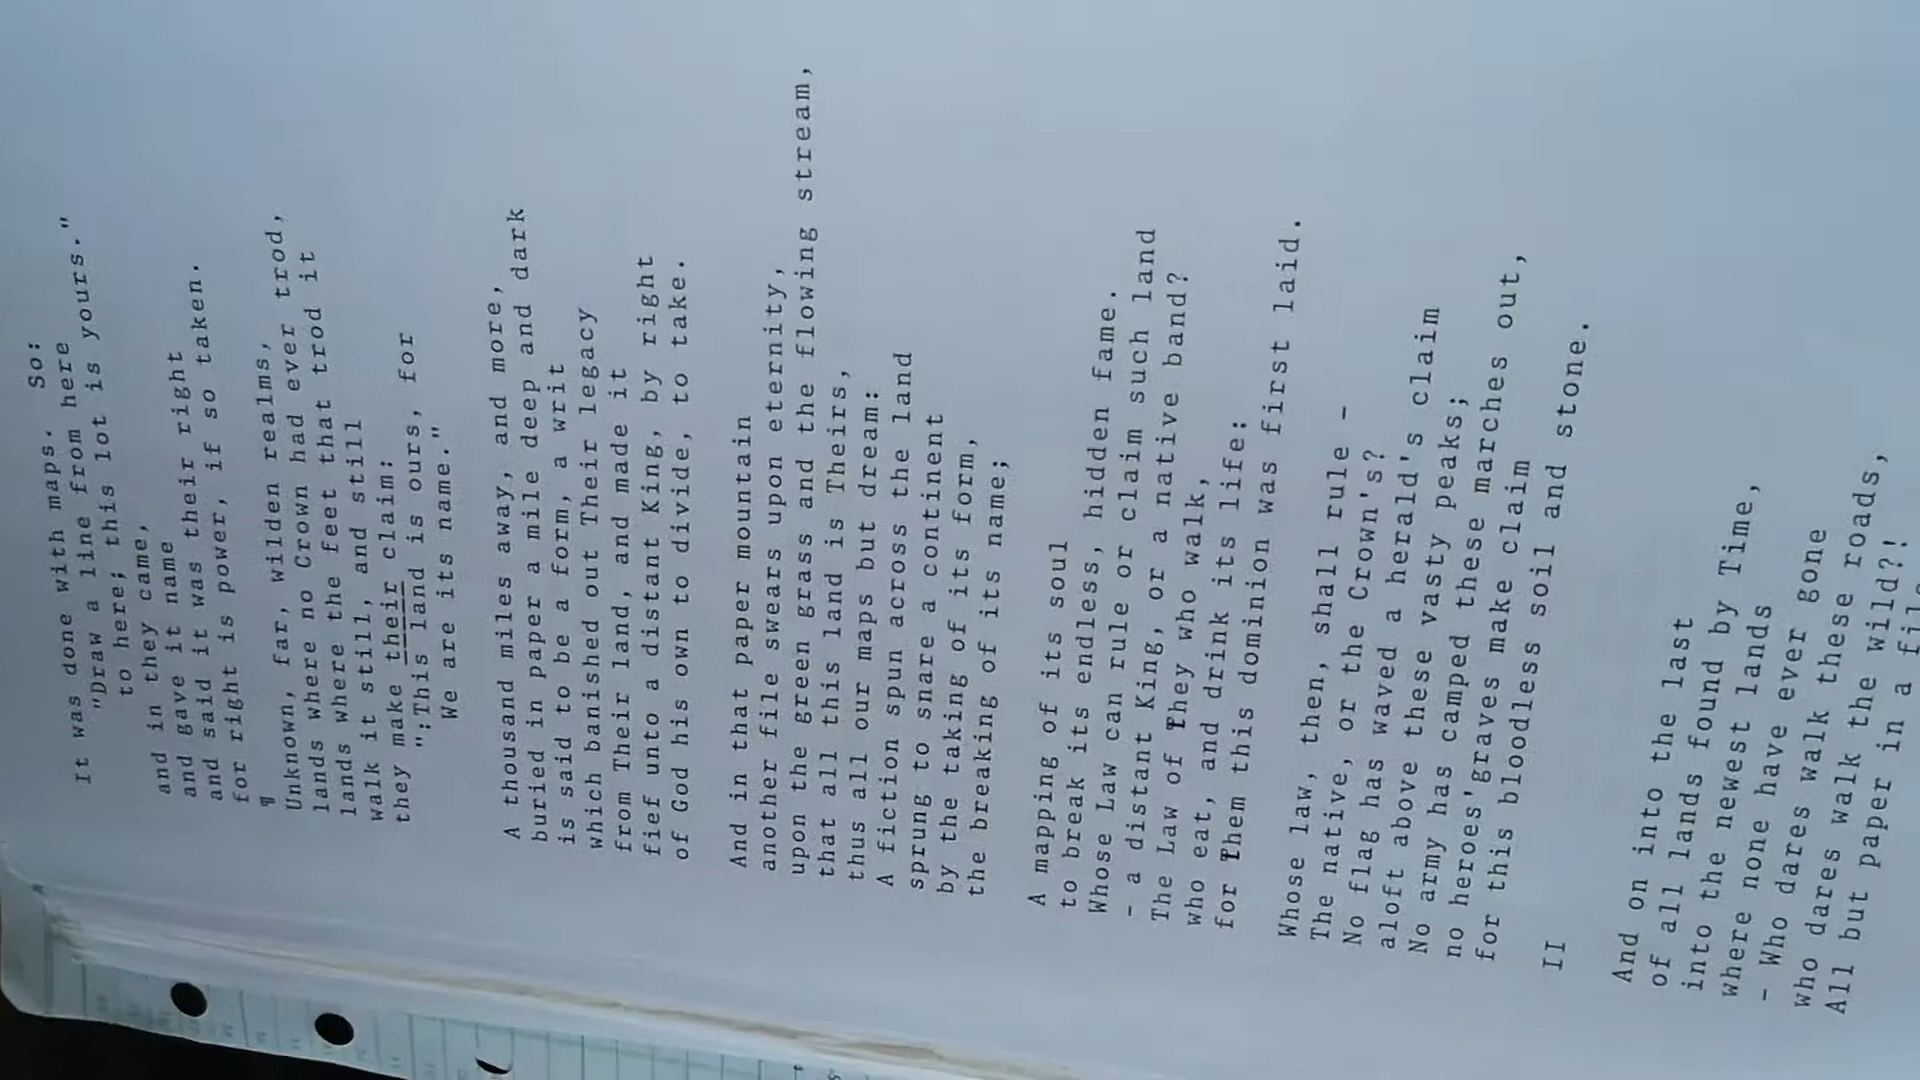 It was done with maps.  So:
"Draw a line from here
to here; this lot is yours."
and in they came,
and gave it name
and said it was their right
for right is power, if so taken.
¶
Unknown, far, wilden realms,
lands where no Crown had ever trod,
lands where the feet that trod it
walk it still, and still
they make their claim:
":This land is ours, for
We are its name."
A thousand miles away, and more,
buried in paper a mile deep and dark
is said to be a form, a writ
which banished out Their legacy
from Their land, and made it
fief unto a distant King, by right
of God his own to divide, to take.
And in that paper mountain
another file swears upon eternity,
upon the green grass and the flowing stream,
that all this land is Theirs,
thus all our maps but dream:
A fiction spun across the land
sprung to snare a continent
by the taking of its form,
the breaking of its name;
A mapping of its soul
to break its endless, hidden fame.
Whose Law can rule or claim such land
- a distant King, or a native band?
The Law of They who walk,
who eat, and drink its life:
for Them this dominion was first laid.
Whose law, then, shall rule -
The native, or the Crown's?
No flag has waved a herald's claim
aloft above these vasty peaks;
No army has camped these marches out,
no heroes'graves make claim
for this bloodless soil and stone.
II
And on into the last
of all lands found by Time,
into the newest lands
where none have ever gone
- Who dares walk these roads,
who dares walk the wild?!
All but paper in a